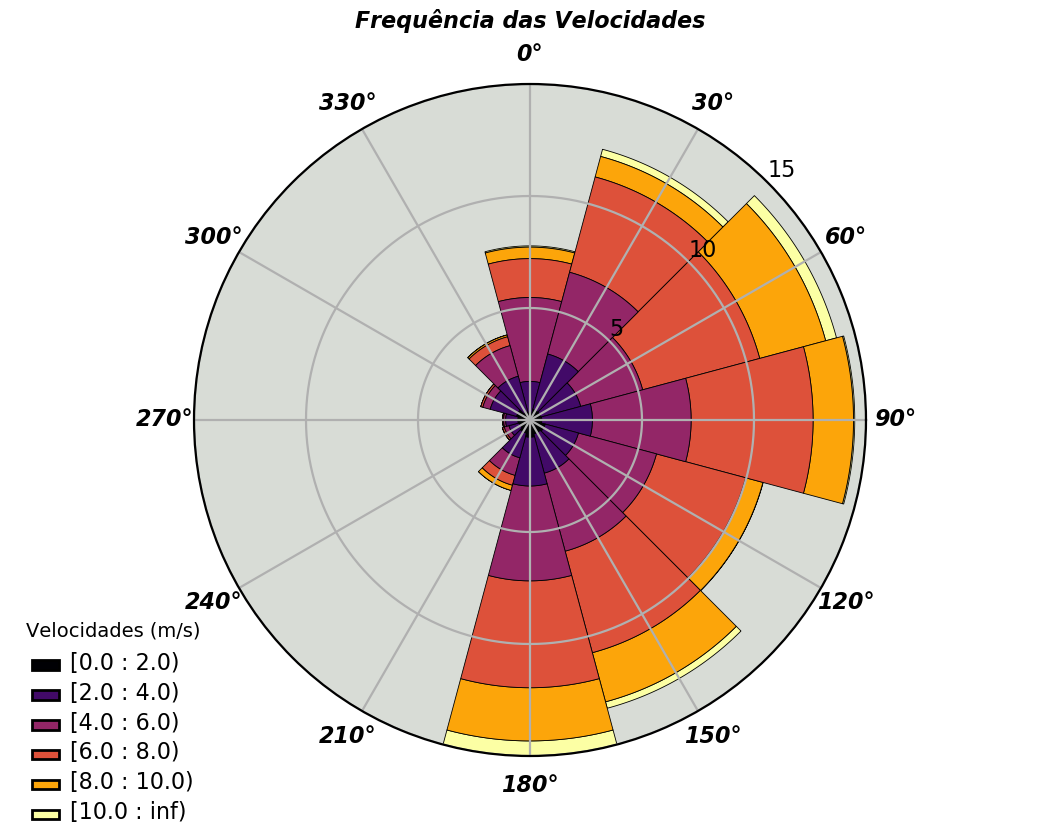 Frequência das Velocidades
0°
330°
30°
15
300°
60°
10
5
270°
90°
240°
120°
210°
150°
180°
Velocidades (m/s)
[0.0 : 2.0)
[2.0 : 4.0)
[4.0 : 6.0)
[6.0 : 8.0)
[8.0 : 10.0)
[10.0 : inf)